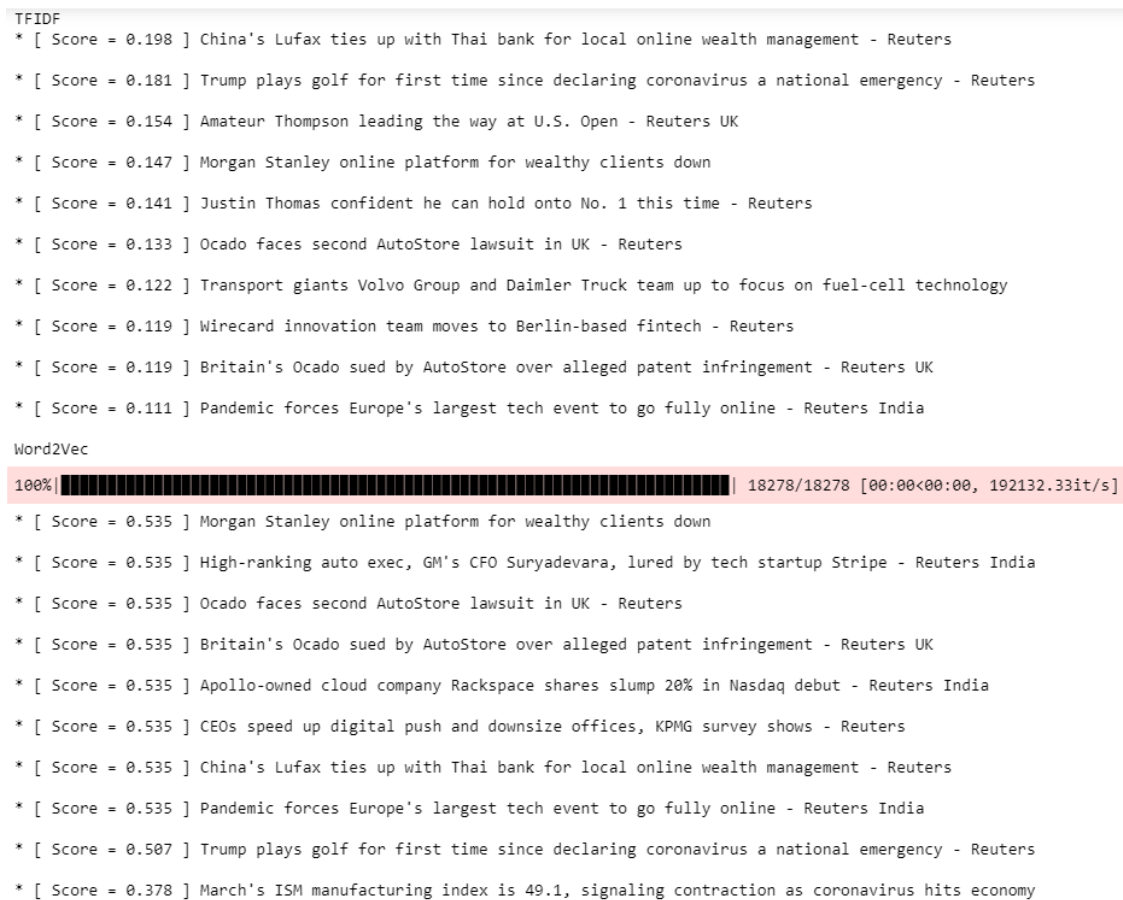 TFIDF
* [ Score = 0.198 ] China's Lufax ties up with Thai bank for local online wealth management - Reuters
* [ Score = 0.181 ] Trump plays golf for first time since declaring coronavirus a national emergency - Reuters
* [ Score = 0.154 ] Amateur Thompson leading the way at U.S. Open - Reuters UK
* [ Score = 0.147 ] Morgan Stanley online platform for wealthy clients down
* [ Score = 0.141 ] Justin Thomas confident he can hold onto No. 1 this time - Reuters
* [ Score = 0.133 ] Ocado faces second AutoStore lawsuit in UK - Reuters
* [ Score = 0.122 ] Transport giants Volvo Group and Daimler Truck team up to focus on fuel-cell technology
* [ Score = 0.119 ] Wirecard innovation team moves to Berlin-based fintech - Reuters
* [ Score = 0.119 ] Britain's Ocado sued by AutoStore over alleged patent infringement - Reuters UK
* [ Score = 0.111 ] Pandemic forces Europe's largest tech event to go fully online - Reuters India
Word2Vec
100%| | 18278/18278 [00:00<00:00, 192132.33it/s]
* [ Score = 0.535 ] Morgan Stanley online platform for wealthy clients down
* [ Score = 0.535 ] High-ranking auto exec, GM's CFO Suryadevara, lured by tech startup Stripe - Reuters India
* [ Score = 0.535 ] Ocado faces second AutoStore lawsuit in UK - Reuters
* [ Score = 0.535 ] Britain's Ocado sued by AutoStore over alleged patent infringement - Reuters UK
* [ Score = 0.535 ] Apollo-owned cloud company Rackspace shares slump 20% in Nasdaq debut - Reuters India
* [ Score = 0.535 ] CEOs speed up digital push and downsize offices, KPMG survey shows - Reuters
* [ Score = 0.535 ] China's Lufax ties up with Thai bank for local online wealth management - Reuters
* [ Score = 0.535 ] Pandemic forces Europe's largest tech event to go fully online - Reuters India
* [ Score = 0.507 ] Trump plays golf for first time since declaring coronavirus a national emergency - Reuters
* [ Score = 0.378 ] March's ISM manufacturing index is 49.1, signaling contraction as coronavirus hits economy